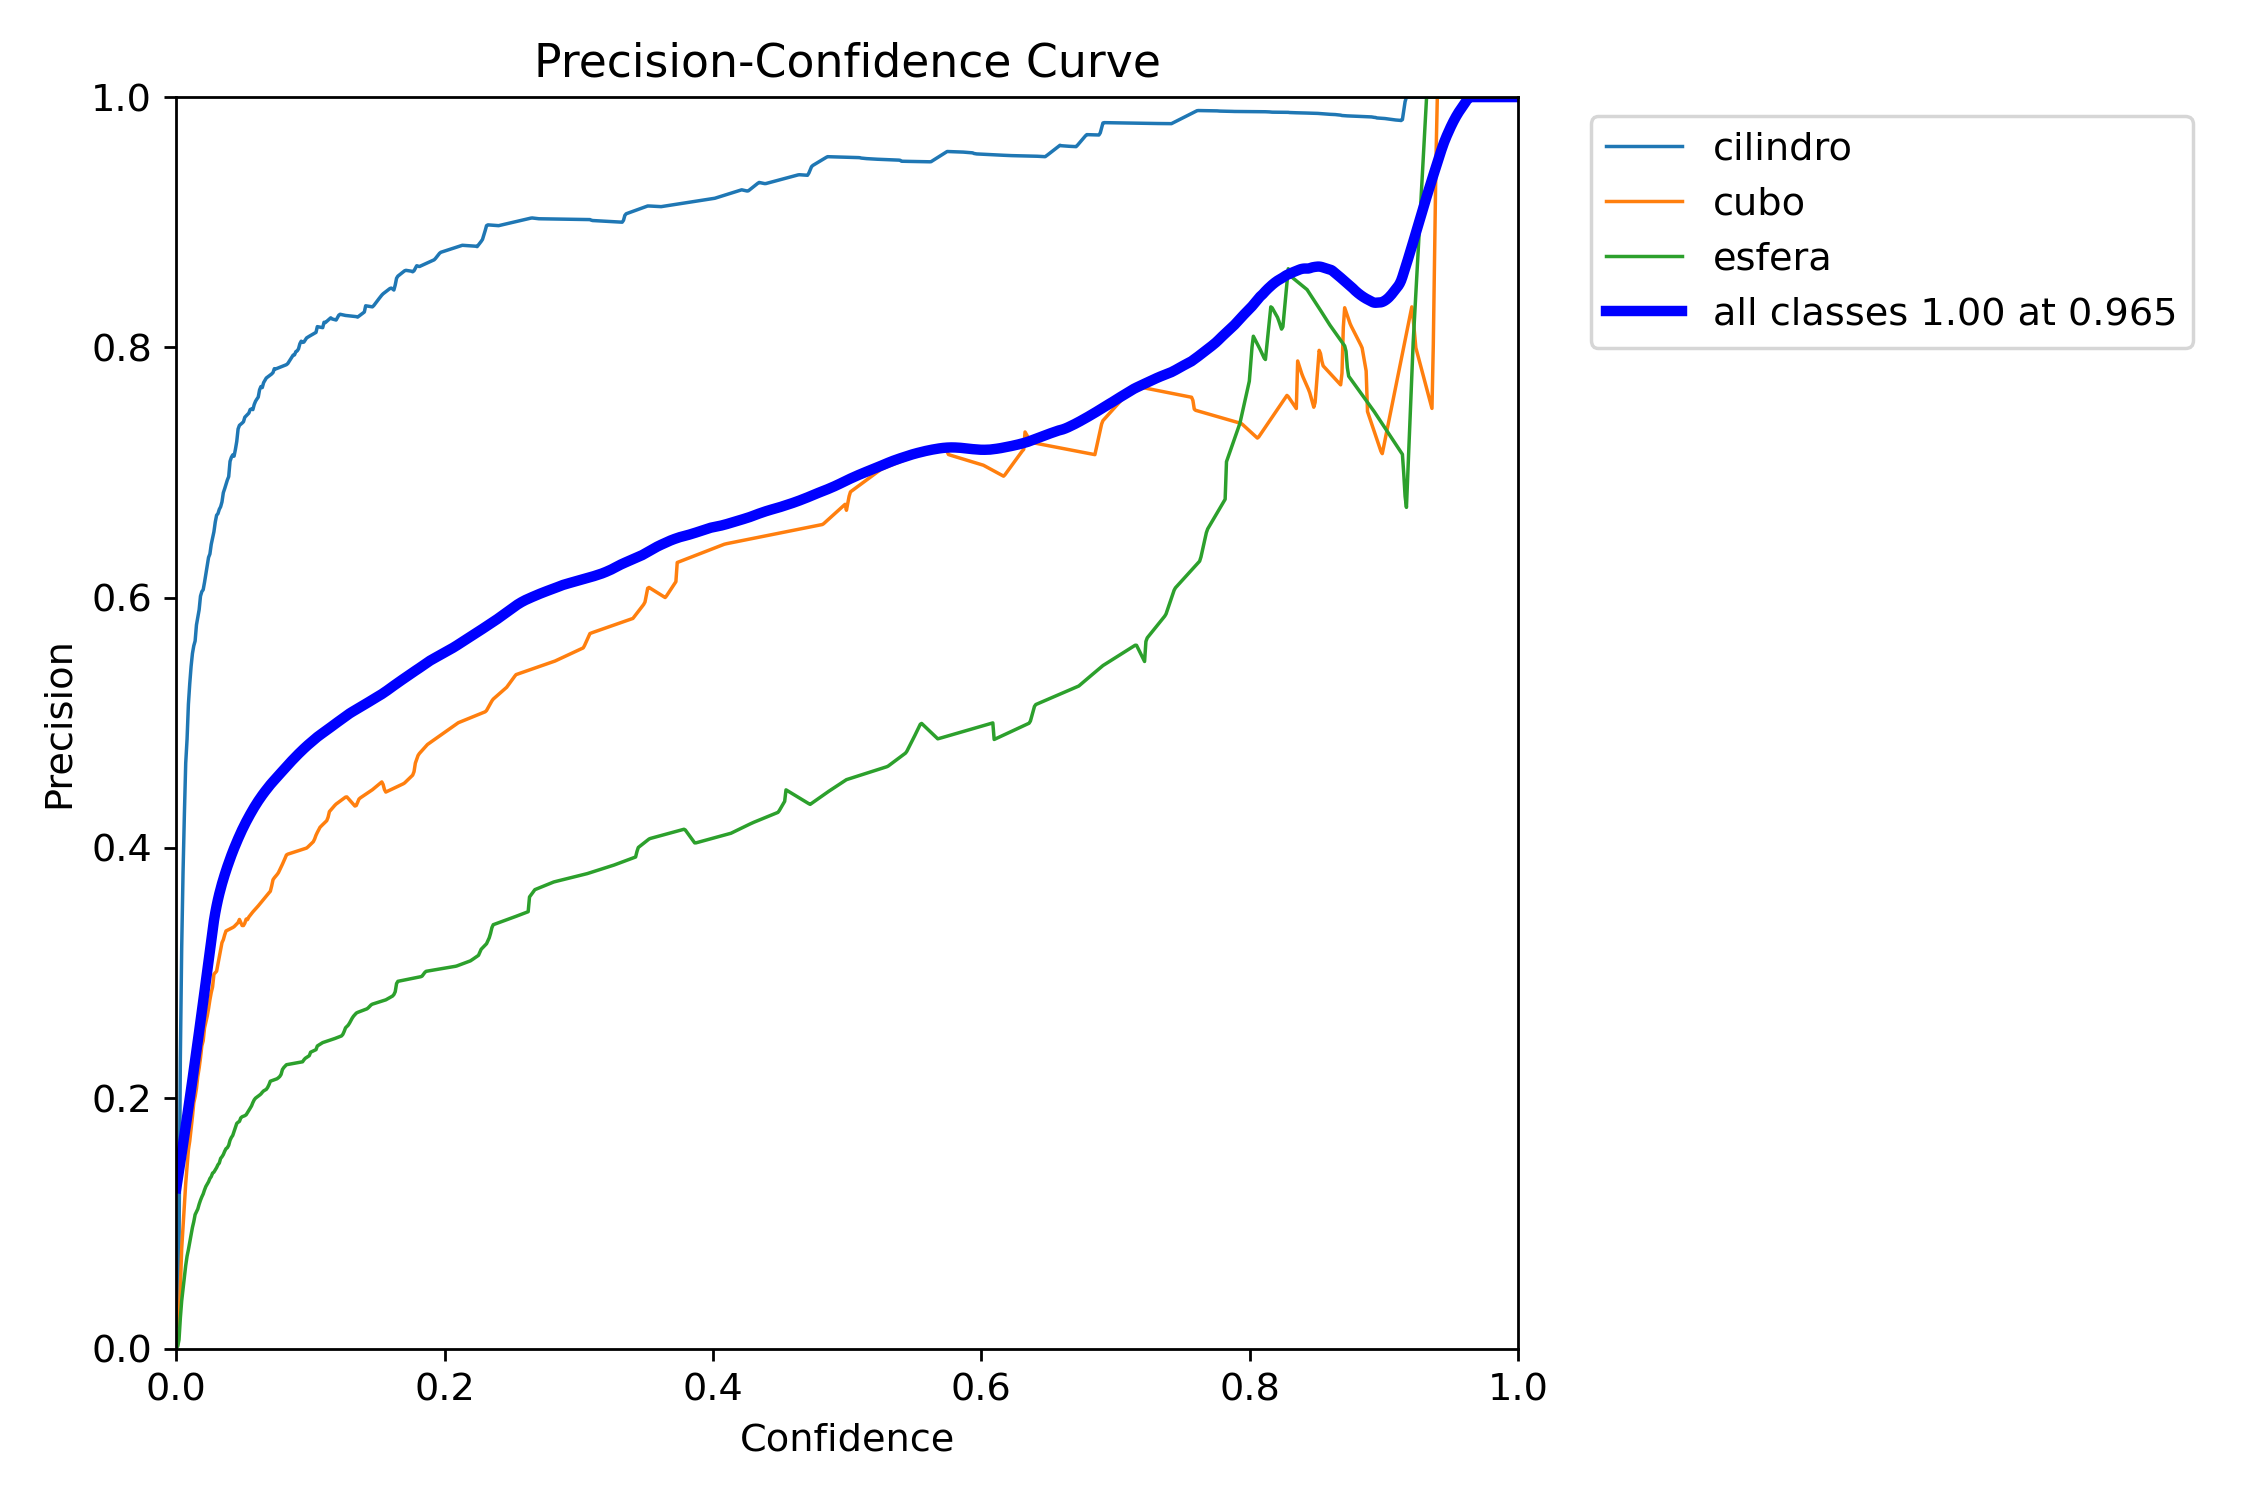 Precision-Confidence Curve
1.0
0.8
0.6
0.4
0.2
0.0
Precision
0.0 0.2 0.4 0.6 0.8 1.0
Confidence
cilindro
cubo
esfera
all classes 1.00 at 0.965